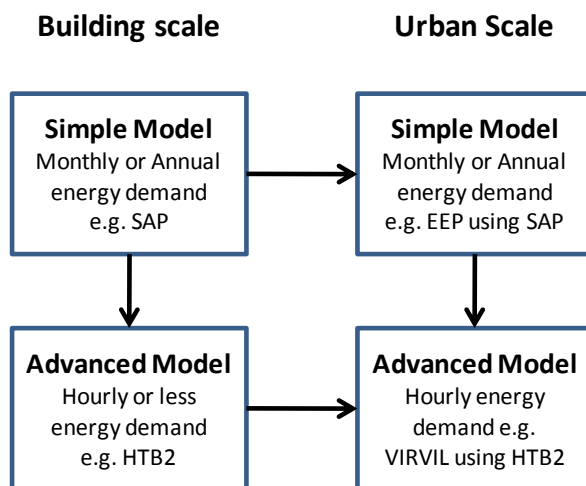 Building scale
Urban Scale
Simple Model
Monthly or Annual
energy demand
e.g. SAP
Simple Model
Monthly or Annual
energy demand
e.g. EEP using SAP
Advanced Model
Hourly or less
energy demand
e.g. HTB2
Advanced Model
Hourly energy
demand e.g.
VIRVIL using HTB2